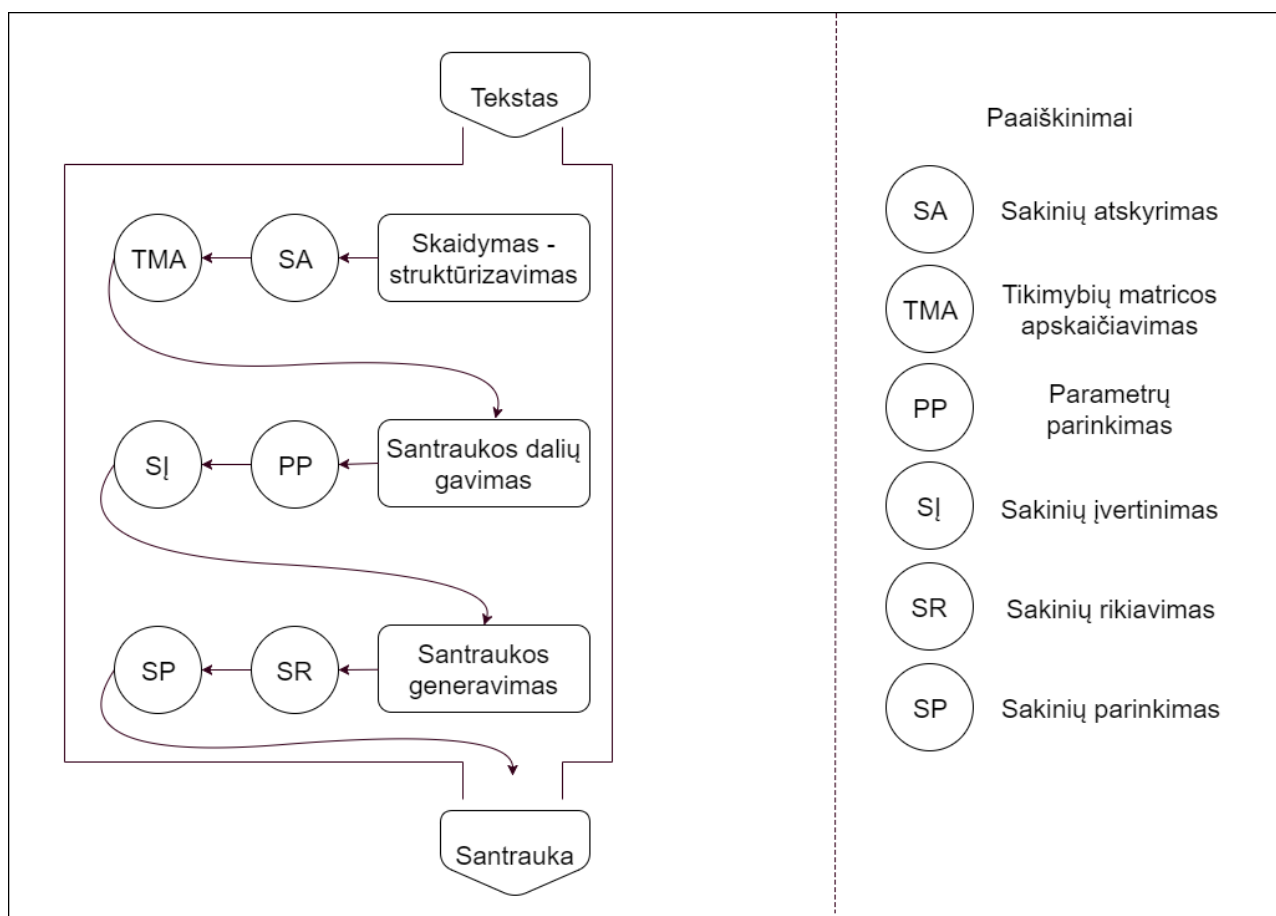 Tekstas
TMA
SA
Skaidymas -
struktūrizavimas
SĮ
PP
Santraukos dalių
gavimas
SP
SR
Santraukos
generavimas
Santrauka
Paaiškinimai
SA
Sakinių atskyrimas
TMA
Tikimybių matricos
apskaičiavimas
PP
Parametrų
parinkimas
SĮ
Sakinių įvertinimas
SR
Sakinių rikiavimas
SP
Sakinių parinkimas